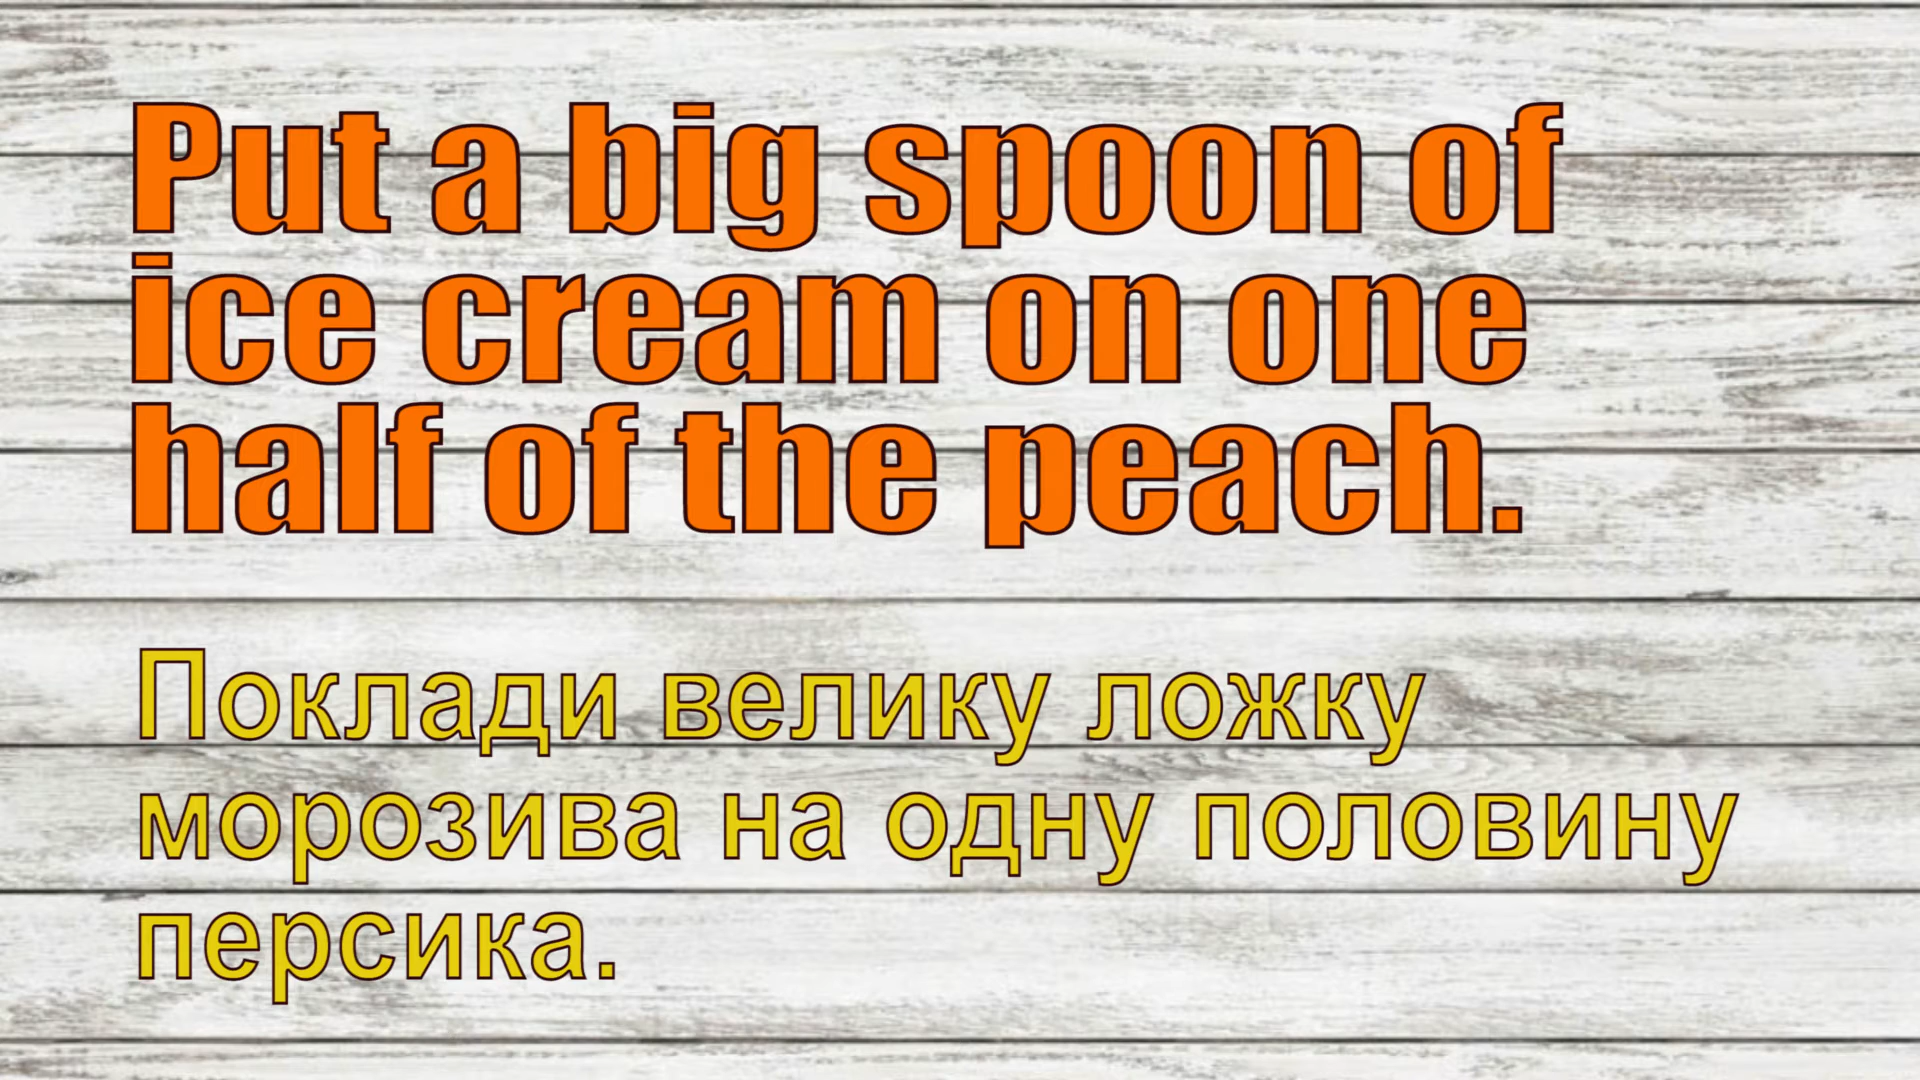 Put a big spoon of
ice cream on one
half of the peach.
Поклади велику ложку
морозива на одну половину
персика.